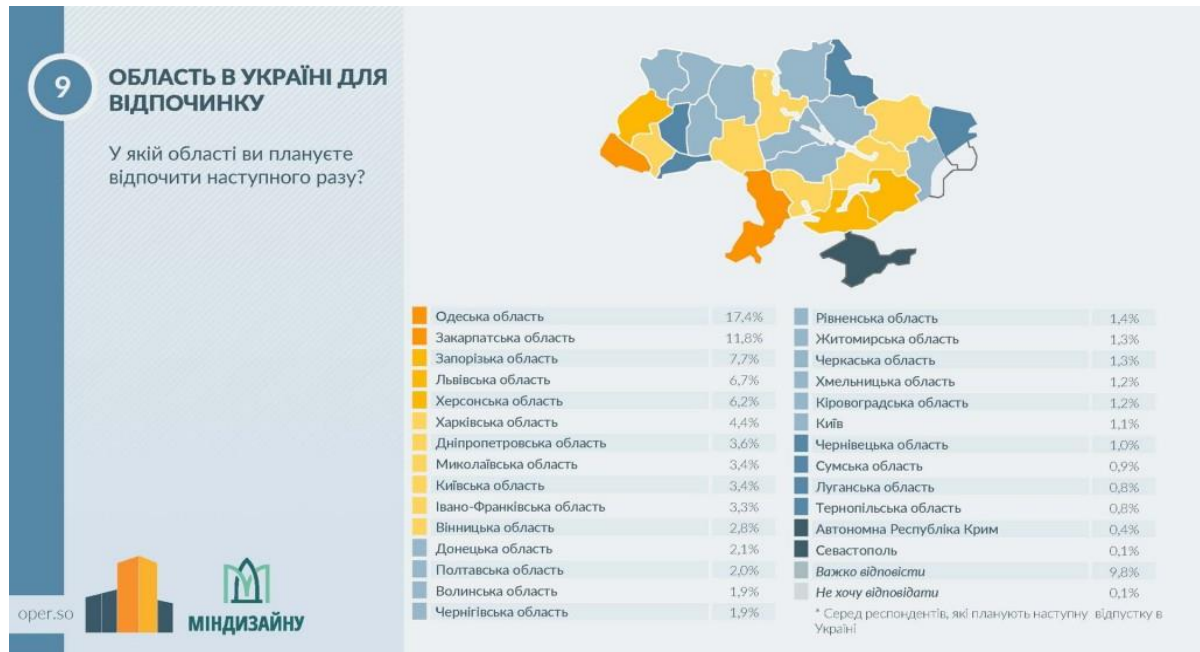 9
ОБЛАСТЬ В УКРАЇНІ ДЛЯ
ВІДПОЧИНКУ
У якій області ви плануєте
відпочити наступного разу?
Одеська область 17,4%
Закарпатська область 11,8%
Запорізька область 7,7%
Львівська область 6,7%
Херсонська область 6,2%
Харківська область 4,4%
Дніпропетровська область 3,6%
Миколаївська область 3,4%
Київська область 3,4%
Івано-Франківська область 3,3%
Вінницька область 2,8%
Донецька область 2,1%
Полтавська область 2,0%
Волинська область 1,9%
Чернігівська область 1,9%
Рівненська область 1,4%
Житомирська область 1,3%
Черкаська область 1,3%
Хмельницька область 1,2%
Кіровоградська область 1,2%
Київ 1,1%
Чернівецька область 1,0%
Сумська область 0,9%
Луганська область 0,8%
Тернопільська область 0,8%
Автономна Республіка Крим 0,4%
Севастополь 0,1%
Важко відповісти 9,8%
Не хочу відповідати 0,1%
* Серед респондентів, які планують наступну відпустку в
Україні
oper.so
МІНДИЗАЙНУ